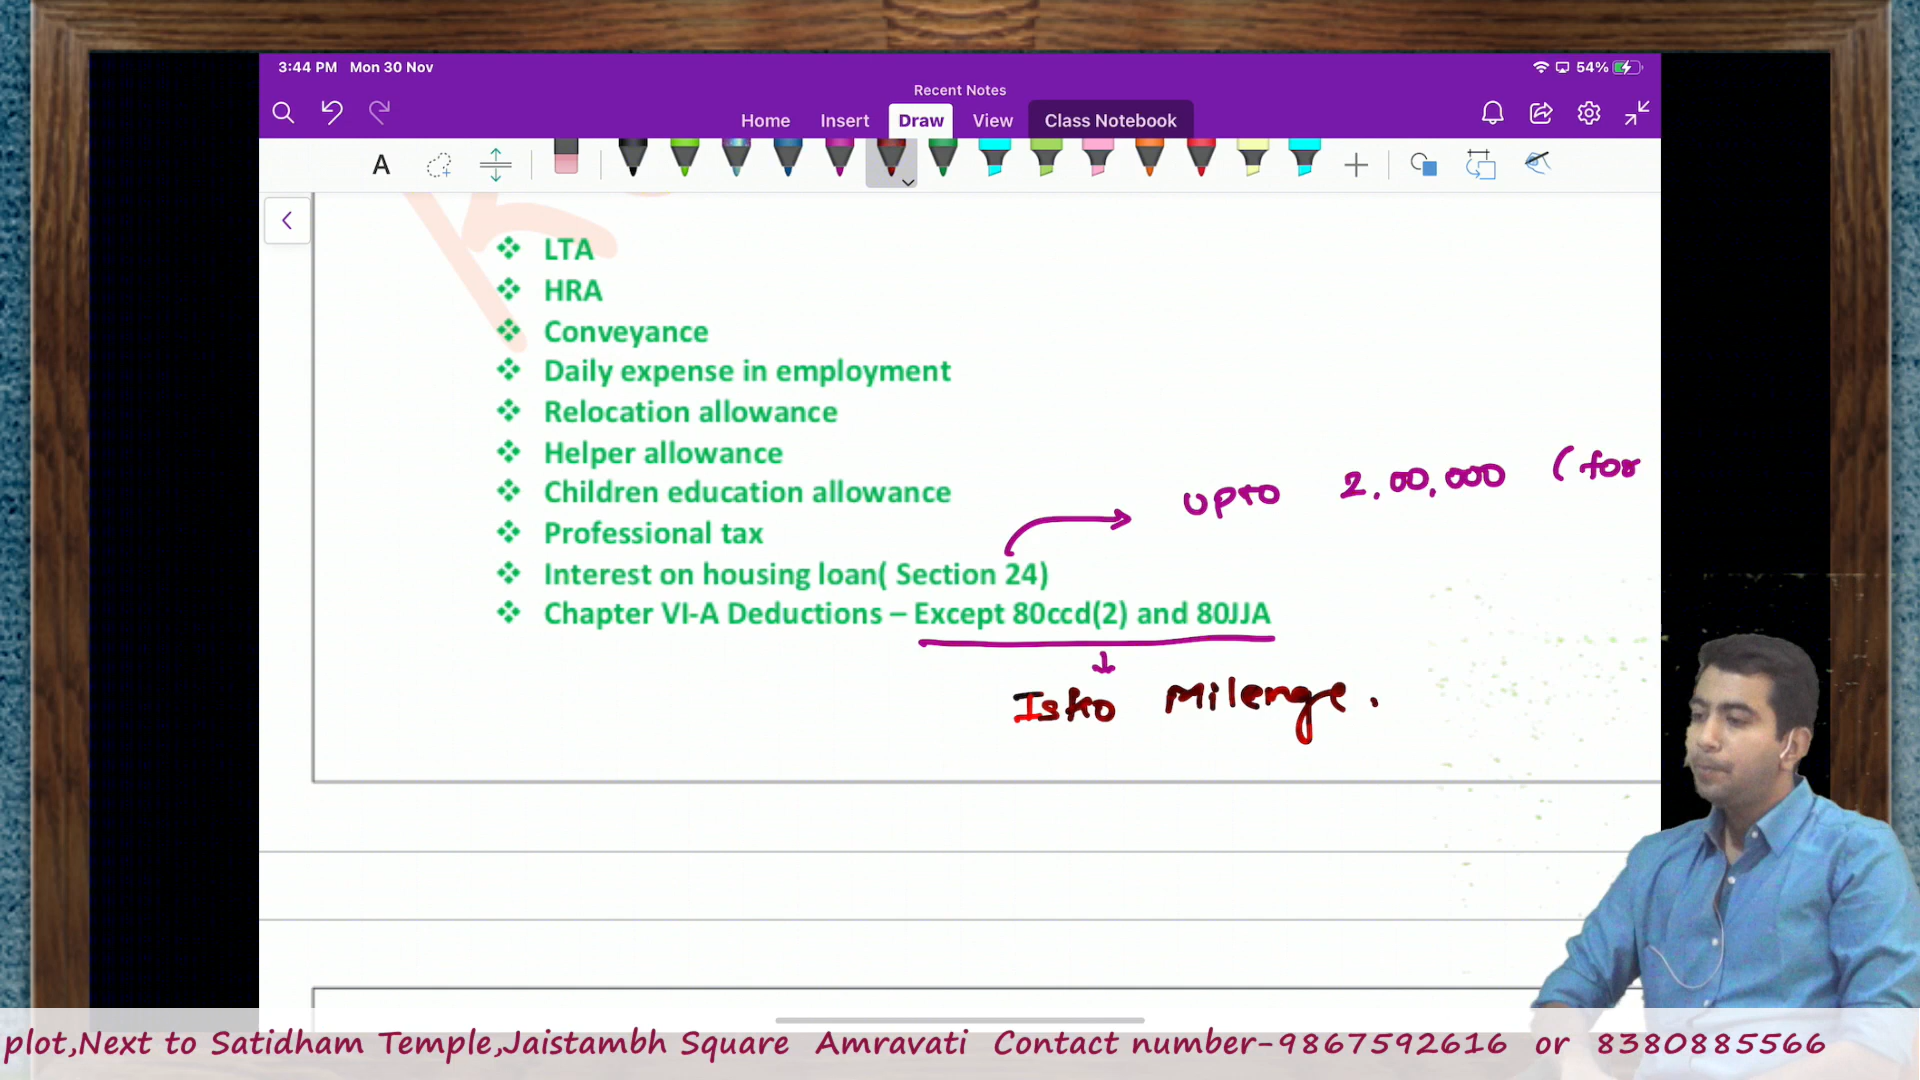 3:44 PM Mon 30 Nov
54%
Recent Notes
Home Insert Draw View Class Notebook
A
LTA
HRA
Conveyance
Daily expense in employment
Relocation allowance
Helper allowance
Children education allowance
upto 2,00,000 (for
Professional tax
Interest on housing loan( Section 24)
Chapter VI-A Deductions – Except 80ccd(2) and 80JJA
Isko Milenge.
plot,Next to Satidham Temple,Jaistambh Square Amravati Contact number-9867592616 or 8380885566